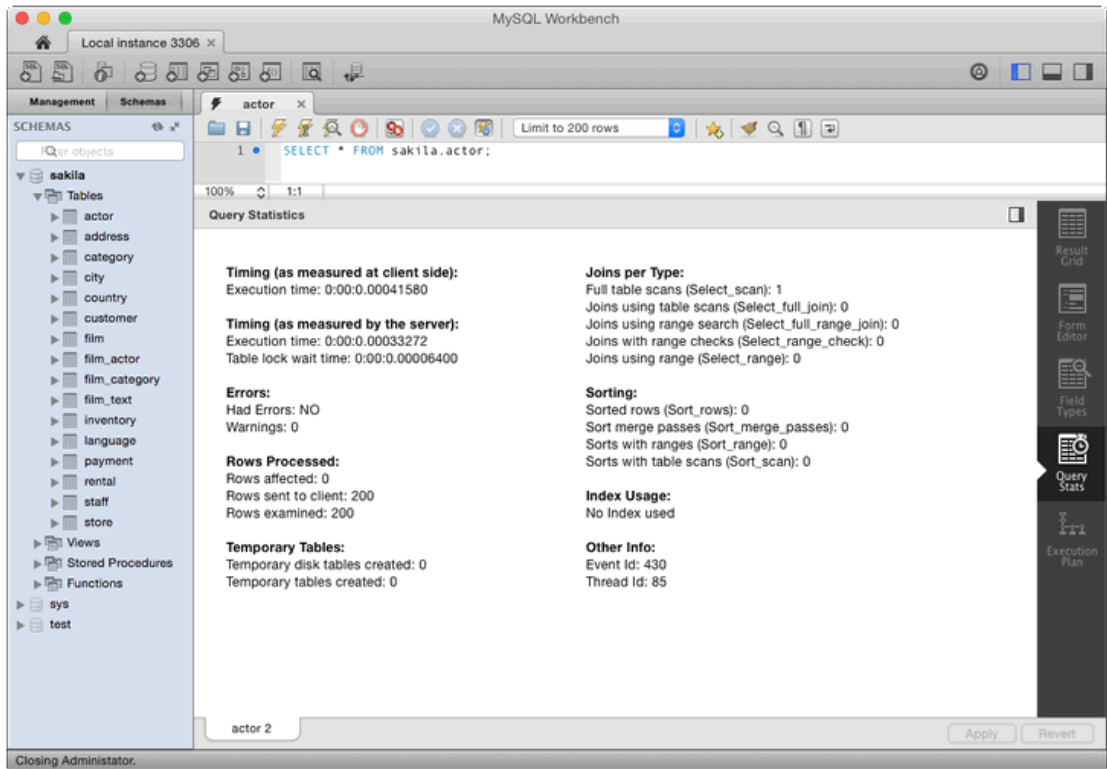 MySQL Workbench
Local instance 3306
Management Schemas
actor
SCHEMAS
Limit to 200 rows
objects
1 SELECT * FROM sakila.actor;
sakila
100% 1:1
Tables
Query Statistics
actor
address
category
city
country
customer
film
film_actor
film_category
film_text
inventory
language
payment
rental
staff
store
Views
Stored Procedures
Functions
sys
test
Timing (as measured at client side):
Execution time: 0:00:0.00041580
Timing (as measured by the server):
Execution time: 0:00:0.00033272
Table lock wait time: 0:00:0.00006400
Errors:
Had Errors: NO
Warnings: 0
Rows Processed:
Rows affected: 0
Rows sent to client: 200
Rows examined: 200
Temporary Tables:
Temporary disk tables created: 0
Temporary tables created: 0
Joins per Type:
Full table scans (Select_scan): 1
Joins using table scans (Select_full_join): 0
Joins using range search (Select_full_range_join): 0
Joins with range checks (Select_range_check): 0
Joins using range (Select_range): 0
Sorting:
Sorted rows (Sort_rows): 0
Sort merge passes (Sort_merge_passes): 0
Sorts with ranges (Sort_range): 0
Sorts with table scans (Sort_scan): 0
Index Usage:
No Index used
Other Info:
Event Id: 430
Thread Id: 85
Result
Grid
Form
Editor
Field
Types
Query
Stats
Execution
Plan
actor 2
Apply Revert
Closing Administator.